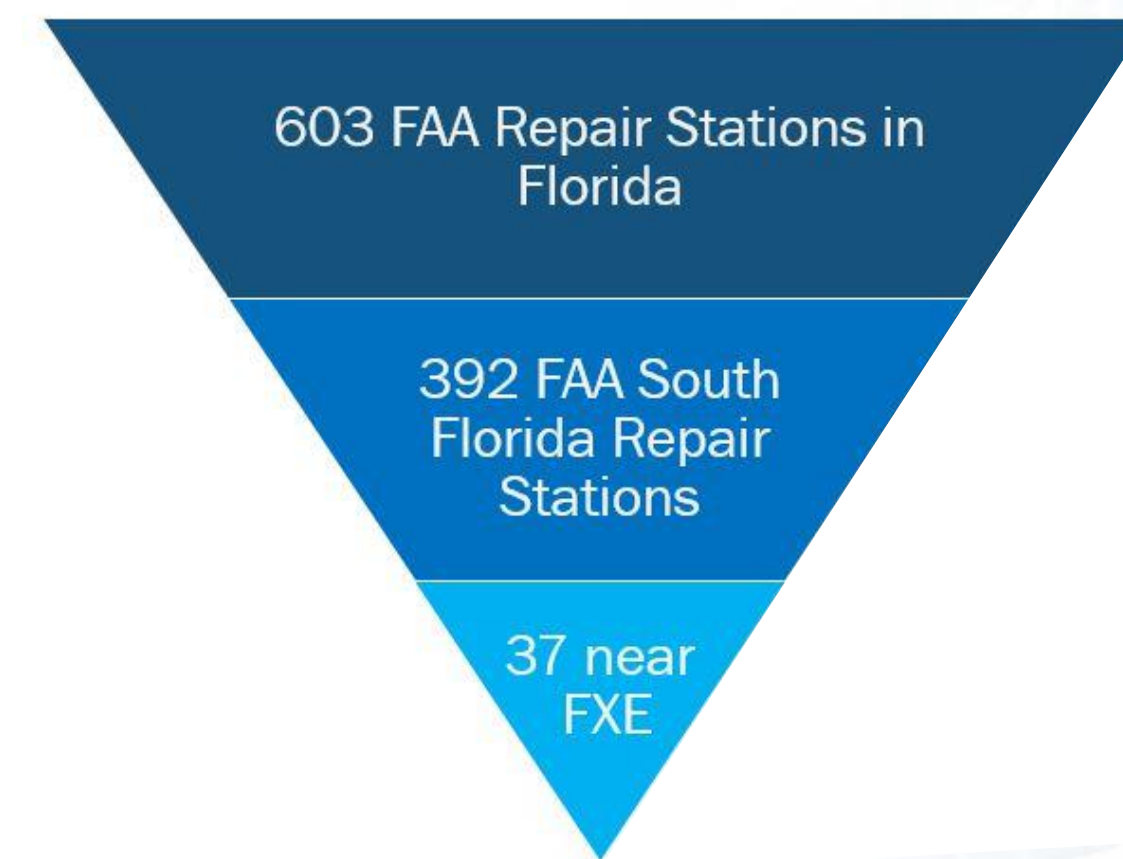 603 FAA Repair Stations in
Florida
392 FAA South
Florida Repair
Stations
37 near
FXE